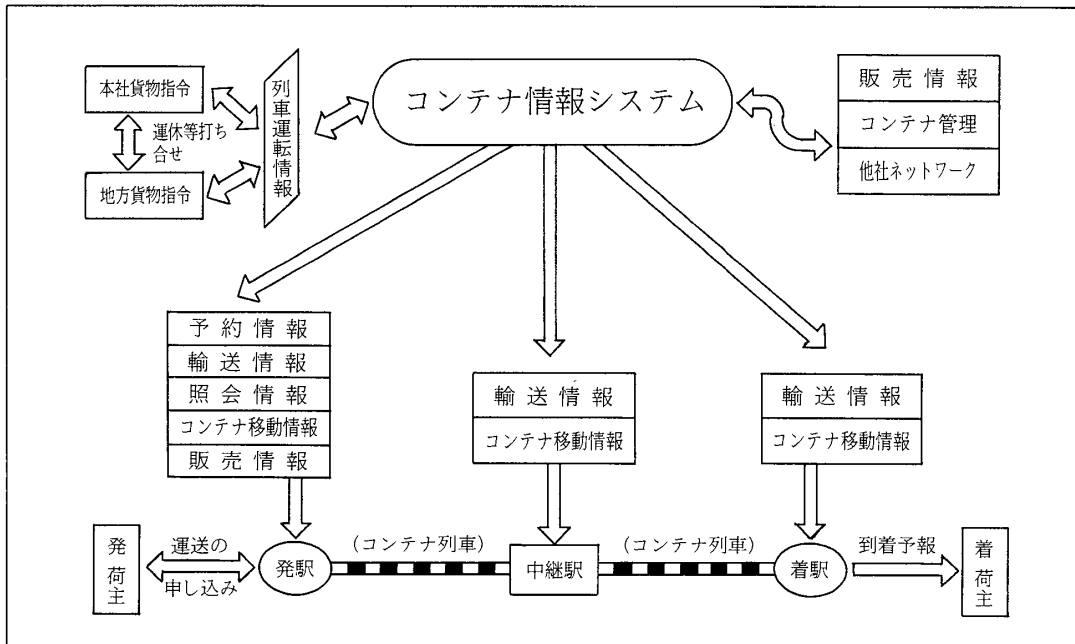 コンテナ情報システム
本社貨物指令
運休等打ち
合せ
地方貨物指令
列車運転情報
販売情報
コンテナ管理
他社ネットワーク
予約情報
輸送情報
照会情報
コンテナ移動情報
販売情報
輸送情報
コンテナ移動情報
輸送情報
コンテナ移動情報
発荷主
運送の
申し込み
発駅
(コンテナ列車)
中継駅
(コンテナ列車)
着駅
到着予報
着荷主